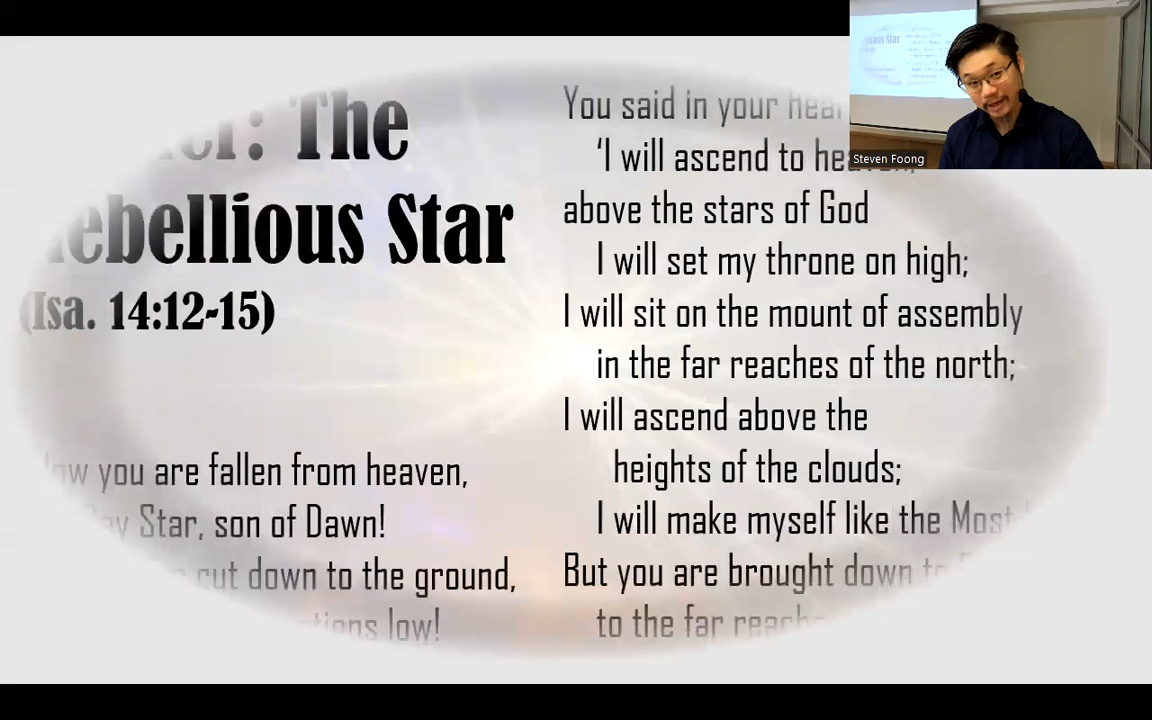 The
Rebellious Star
(Isa. 14:12-15)
you are fallen from heaven,
Star, son of Dawn!
cut down to the ground,
low!
You said in your
‘I will ascend to
above the stars of God
I will set my throne on high;
I will sit on the mount of assembly
in the far reaches of the north;
I will ascend above the
heights of the clouds;
I will make myself like the Most
But you are brought down to
to the far
Steven Foong